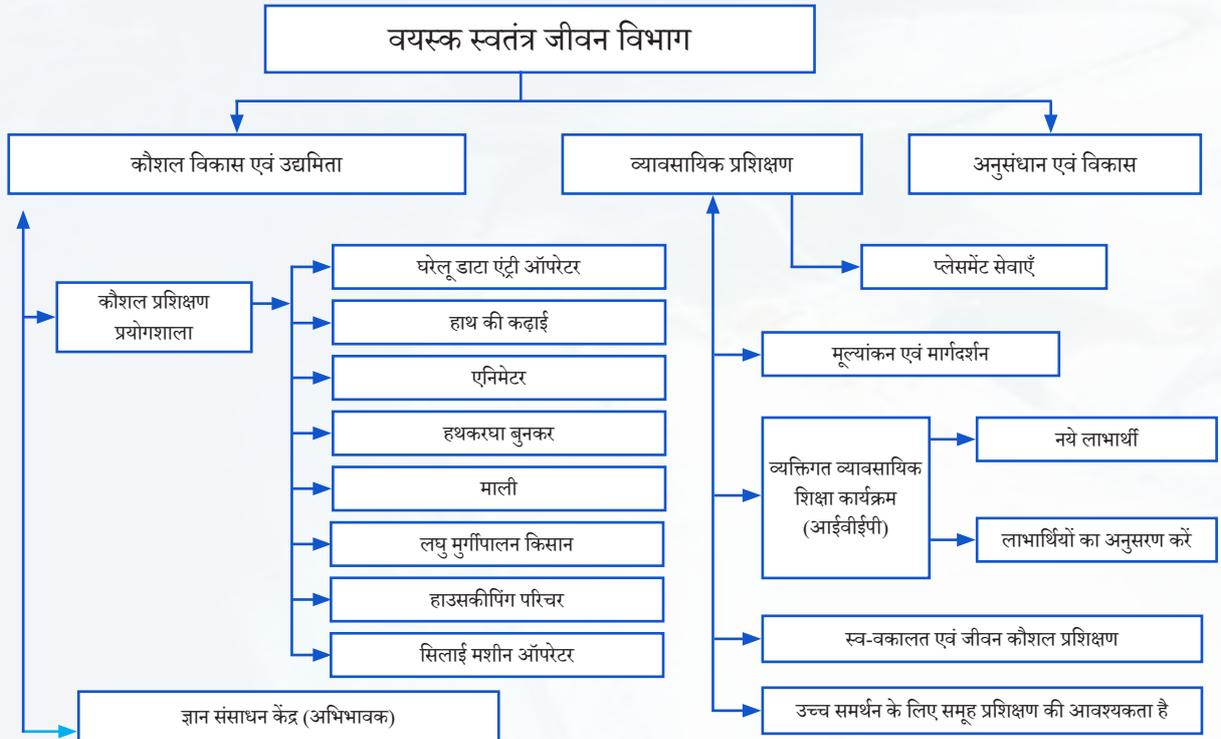 वयस्क स्वतंत्र जीवन विभाग
कौशल विकास एवं उद्यमिता
व्यावसायिक प्रशिक्षण
अनुसंधान एवं विकास
कौशल प्रशिक्षण
प्रयोगशाला
घरेलू डाटा एंट्री ऑपरेटर
हाथ की कढ़ाई
एनिमेटर
हथकरघा बुनकर
माली
लघु मुर्गीपालन किसान
हाउसकीपिंग परिचर
सिलाई मशीन ऑपरेटर
ज्ञान संसाधन केंद्र (अभिभावक)
प्लेसमेंट सेवाएँ
मूल्यांकन एवं मार्गदर्शन
व्यक्तिगत व्यावसायिक
शिक्षा कार्यक्रम
(आईवीईपी)
नये लाभार्थी
लाभार्थियों का अनुसरण करें
स्व-वकालत एवं जीवन कौशल प्रशिक्षण
उच्च समर्थन के लिए समूह प्रशिक्षण की आवश्यकता है